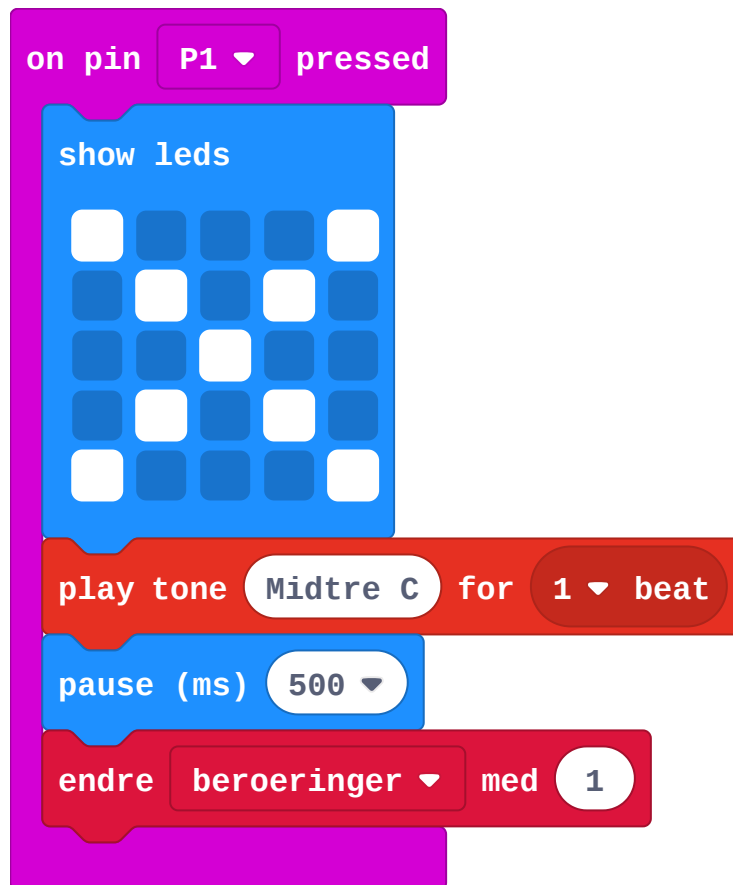 on pin P1 pressed
show leds
play tone Midtre C for 1 beat
pause (ms) 500
endre beroeringer med 1